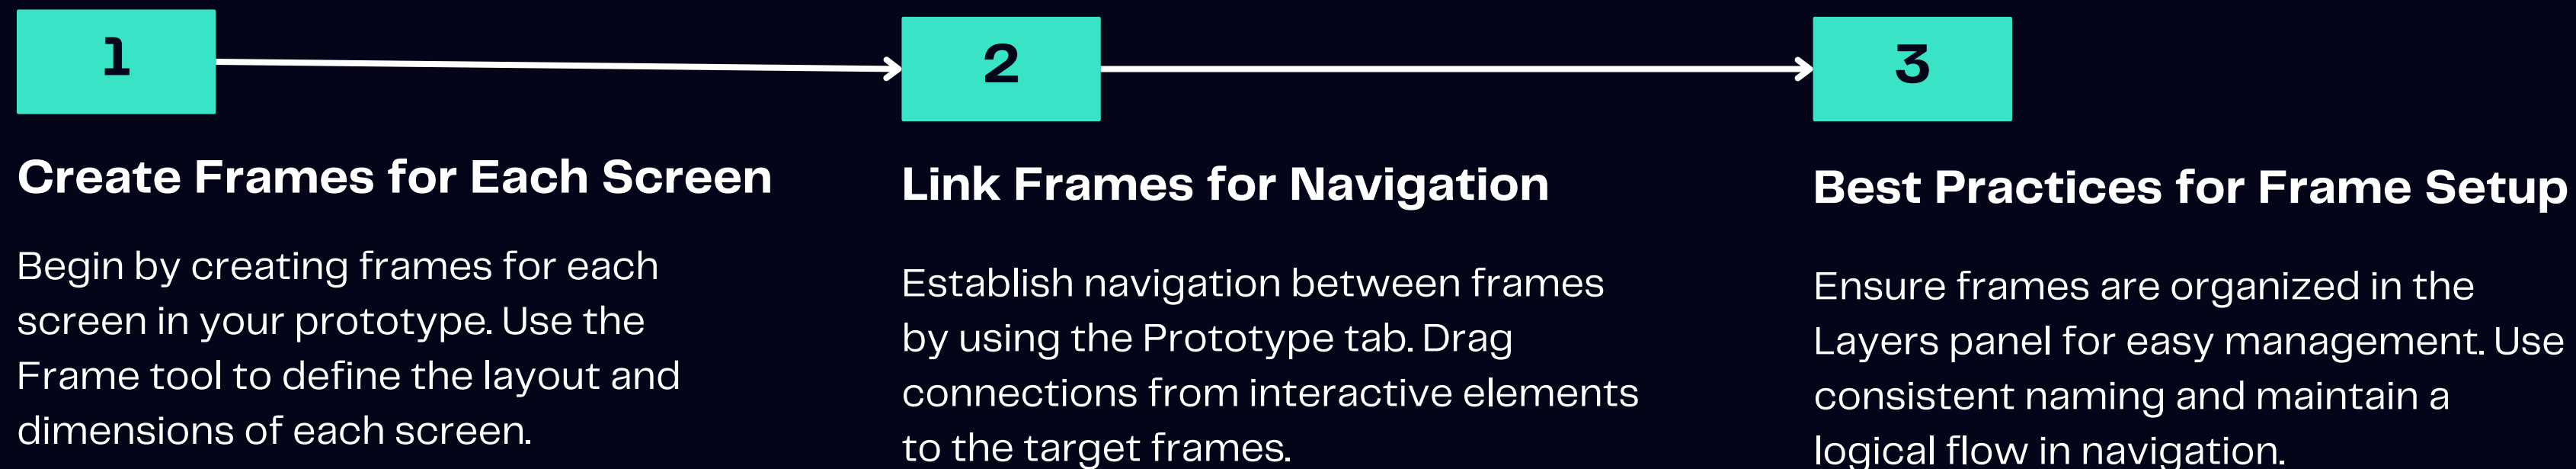 1
2
3
Create Frames for Each Screen
Begin by creating frames for each
screen in your prototype. Use the
Frame tool to define the layout and
dimensions of each screen.
Link Frames for Navigation
Establish navigation between frames
by using the Prototype tab. Drag
connections from interactive elements
to the target frames.
Best Practices for Frame Setup
Ensure frames are organized in the
Layers panel for easy management. Use
consistent naming and maintain a
logical flow in navigation.